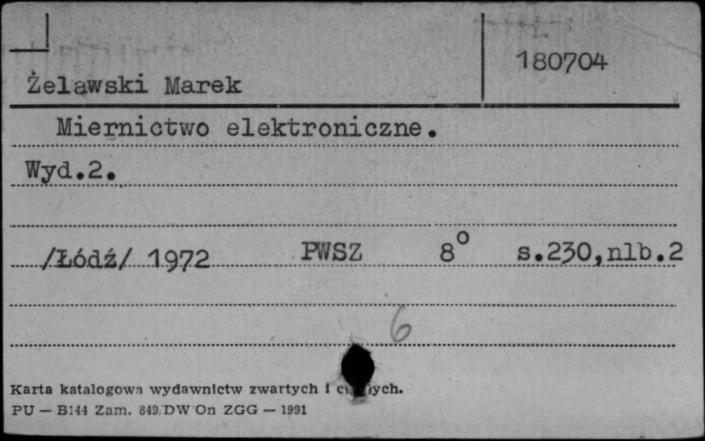 180704
Żelawski Marek
Miernictwo elektroniczne.
Wyd.2.
/Łódź/ 1972 PWSZ 8° s.230,nlb.2
6
Karta katalogowa wydawnictw zwartych i
PU — B144 Zam. 849/DW On ZGG — 1991